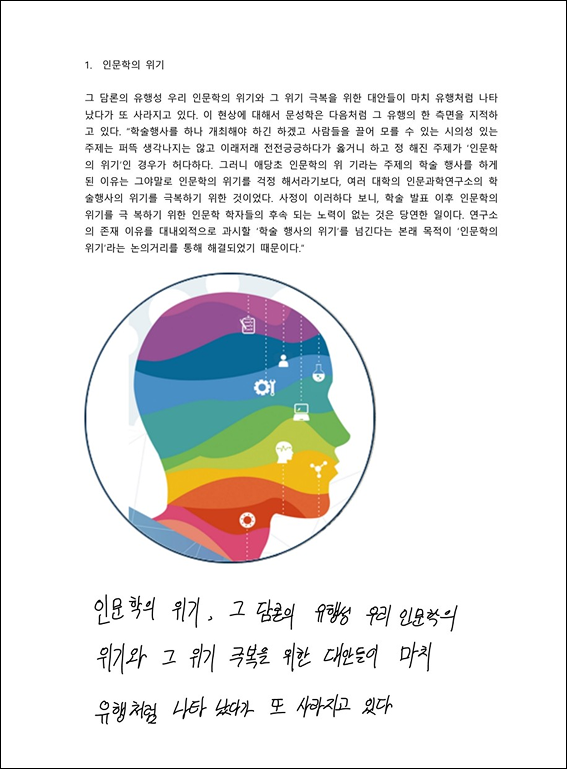 1. 인문학의 위기
그 담론의 유행성 우리 인문학의 위기와 그 위기 극복을 위한 대안들이 마치 유행처럼 나타
났다가 또 사라지고 있다. 이 현상에 대해서 문성학은 다음처럼 그 유행의 한 측면을 지적하
고 있다. “학술행사를 하나 개최해야 하긴 하겠고 사람들을 끌어 모를 수 있는 시의성 있는
주제는 퍼뜩 생각나지는 않고 이래저래 전전긍긍하다가 옳거니 하고 정 해진 주제가 ‘인문학
의 위기’인 경우가 허다하다. 그러니 애당초 인문학의 위 기라는 주제의 학술 행사를 하게
된 이유는 그야말로 인문학의 위기를 걱정 해서라기보다, 여러 대학의 인문과학연구소의 학
술행사의 위기를 극복하기 위한 것이었다. 사정이 이러하다 보니, 학술 발표 이후 인문학의
위기를 극 복하기 위한 인문학 학자들의 후속 되는 노력이 없는 것은 당연한 일이다. 연구소
의 존재 이유를 대내외적으로 과시할 ‘학술 행사의 위기’를 넘긴다는 본래 목적이 ‘인문학의
위기’라는 논의거리를 통해 해결되었기 때문이다.“
인문학의 위기, 그 담론의 유행성 우리 인문학의
위기와 그 위기 극복을 위한 대안들이 마치
유행처럼 나타 났다가 또 사라지고 있다